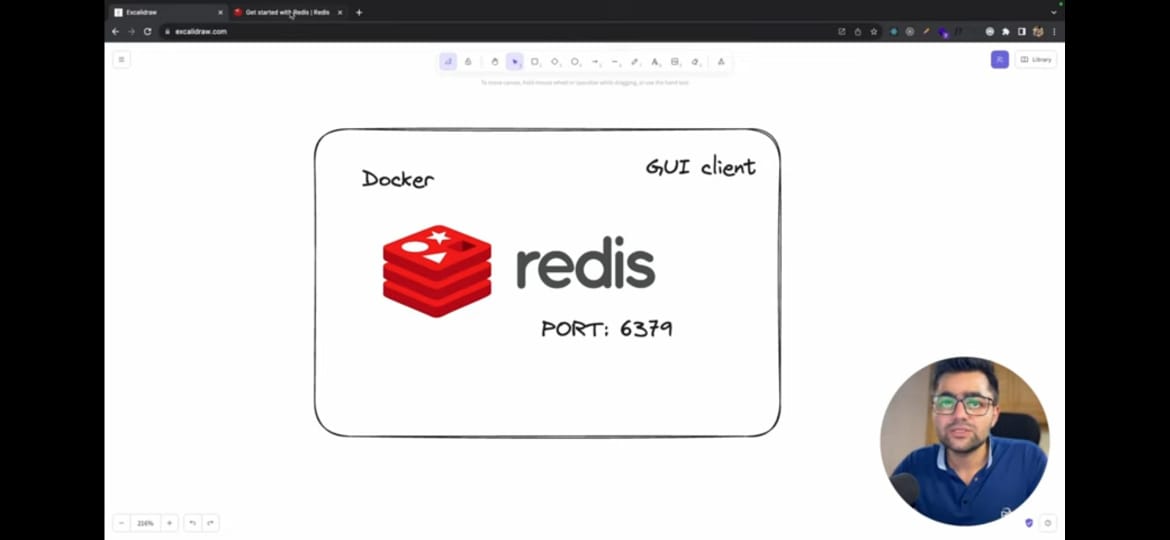 Excalidraw
Get started with Redis | Redis
excalidraw.com
Library
To move canvas, hold mouse wheel or spacebar while dragging, or use the hand tool
Docker
GUI client
redis
PORT: 6379
216%